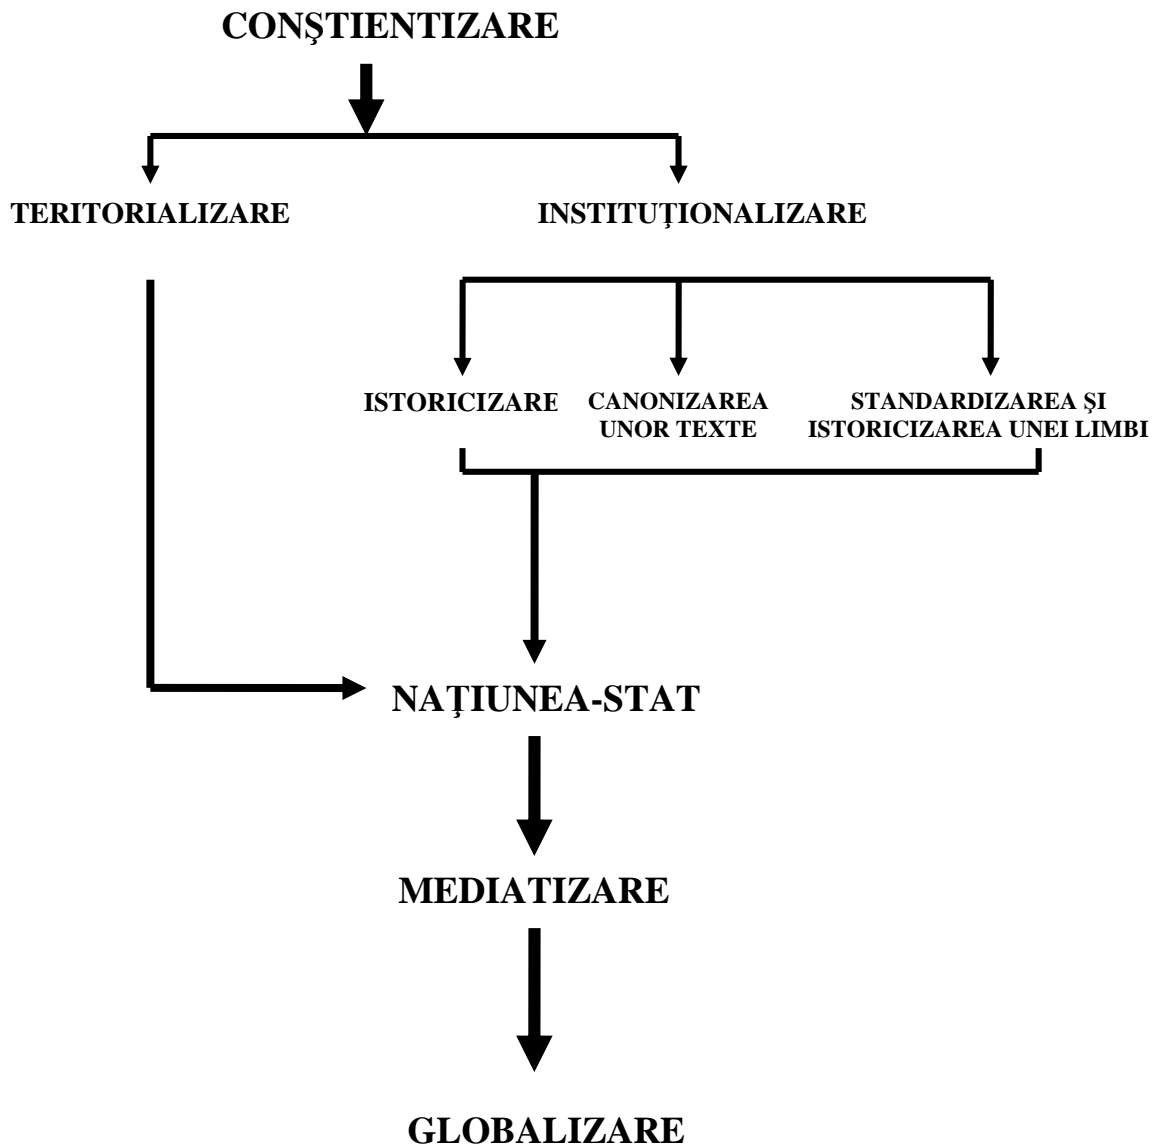 CONŞTIENTIZARE
TERITORIALIZARE
INSTITUŢIONALIZARE
ISTORICIZARE
CANONIZAREA
UNOR TEXTE
STANDARDIZAREA ŞI
ISTORICIZAREA UNEI LIMBI
NAŢIUNEA-STAT
MEDIATIZARE
GLOBALIZARE